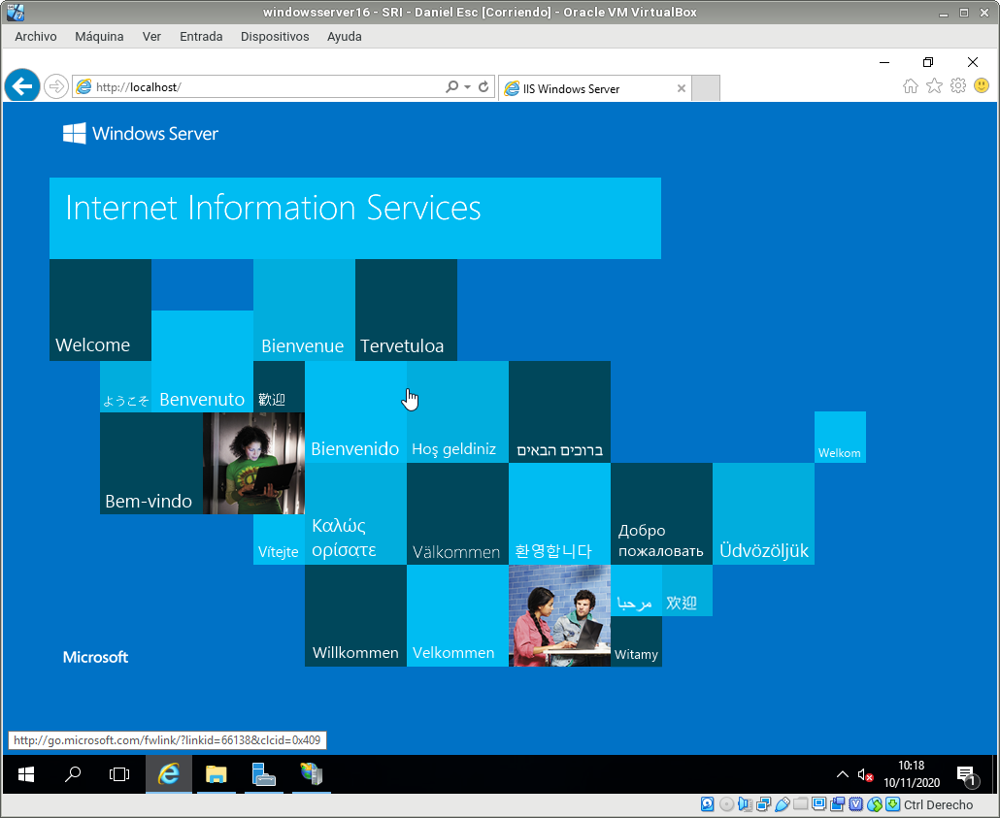 windowsserver16 - SRI - Daniel Esc [Corriendo] - Oracle VM VirtualBox
Archivo Máquina Ver Entrada Dispositivos Ayuda
http://localhost/
IIS Windows Server
Windows Server
Internet Information Services
Welcome
Bienvenue
Tervetuloa
ようこそ
Benvenuto
歡迎
Bienvenido
Hoş geldiniz
ברוכים הבאים
Welkom
Bem-vindo
Vítejte
Καλώς
ορίσατε
Välkommen
환영합니다
Добро
пожаловать
Üdvözöljük
مرحبا
欢迎
Willkommen
Velkommen
Witamy
Microsoft
http://go.microsoft.com/fwlink/?linkid=66138&clcid=0x409
10:18
10/11/2020
1
Ctrl Derecho